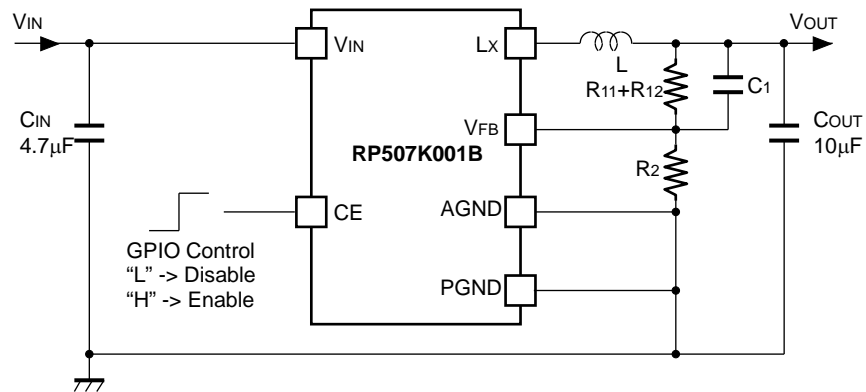 VIN
VIN
LX
VOUT
L
R11+R12
C1
CIN
4.7μF
VFB
COUT
10μF
RP507K001B
R2
CE
AGND
GPIO Control
“L” -> Disable
“H” -> Enable
PGND